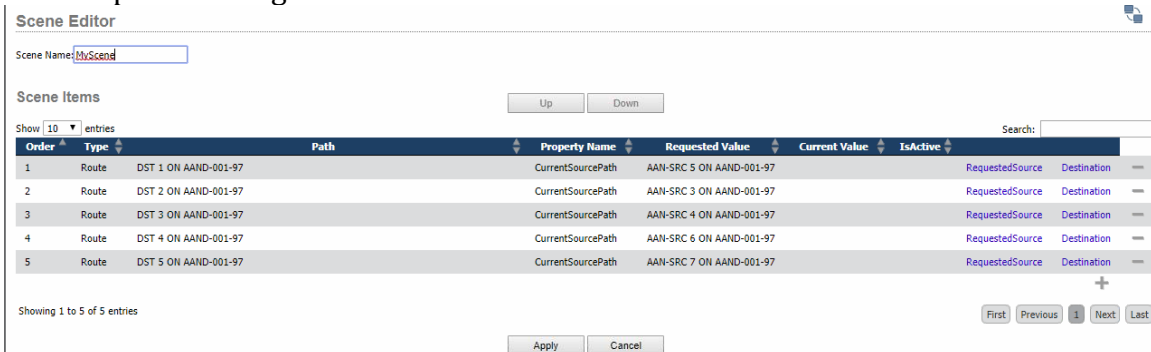 Scene Editor
Scene Name: MyScene
Scene Items
Up Down
Show 10 entries
Search:
Order Type Path Property Name Requested Value Current Value IsActive
1 Route DST 1 ON AAND-001-97 CurrentSourcePath AAN-SRC 5 ON AAND-001-97 RequestedSource Destination
2 Route DST 2 ON AAND-001-97 CurrentSourcePath AAN-SRC 3 ON AAND-001-97 RequestedSource Destination
3 Route DST 3 ON AAND-001-97 CurrentSourcePath AAN-SRC 4 ON AAND-001-97 RequestedSource Destination
4 Route DST 4 ON AAND-001-97 CurrentSourcePath AAN-SRC 6 ON AAND-001-97 RequestedSource Destination
5 Route DST 5 ON AAND-001-97 CurrentSourcePath AAN-SRC 7 ON AAND-001-97 RequestedSource Destination
Showing 1 to 5 of 5 entries
First Previous 1 Next Last
Apply Cancel